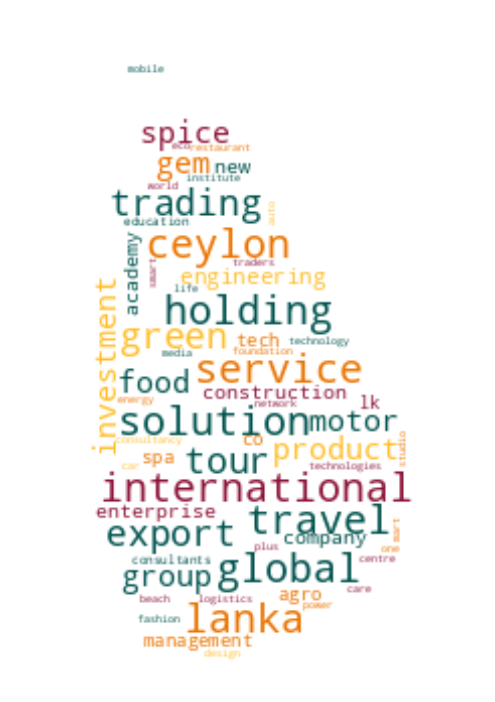 mobile
spice
eco restaurant
gem new
institute
world
trading
auto
education
ceylon
academy
traders
smart
engineering
life
investment
holding
green tech technology
media foundation
service
food
construction
energy network lk
solution motor
consultancy co product
studio
car spa tour technologies
international
enterprise travel
export company
mart
plus one
consultants centre
group global
care
beach logistics agro
power
fashion lanka
management
design